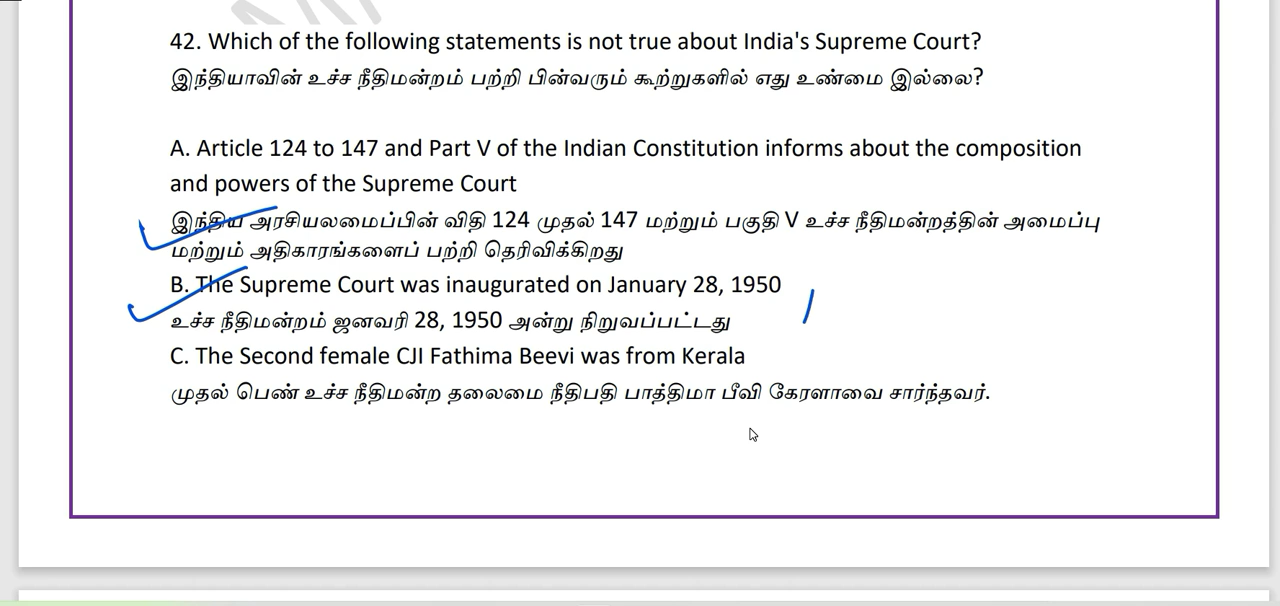 42. Which of the following statements is not true about India's Supreme Court?
இந்தியாவின் உச்ச நீதிமன்றம் பற்றி பின்வரும் கூற்றுகளில் எது உண்மை இல்லை?
A. Article 124 to 147 and Part V of the Indian Constitution informs about the composition
and powers of the Supreme Court
இந்திய அரசியலமைப்பின் விதி 124 முதல் 147 மற்றும் பகுதி V உச்ச நீதிமன்றத்தின் அமைப்பு
மற்றும் அதிகாரங்களைப் பற்றி தெரிவிக்கிறது
B. The Supreme Court was inaugurated on January 28, 1950
உச்ச நீதிமன்றம் ஜனவரி 28, 1950 அன்று நிறுவப்பட்டது
C. The Second female CJI Fathima Beevi was from Kerala
முதல் பெண் உச்ச நீதிமன்ற தலைமை நீதிபதி பாத்திமா பீவி கேரளாவை சார்ந்தவர்.